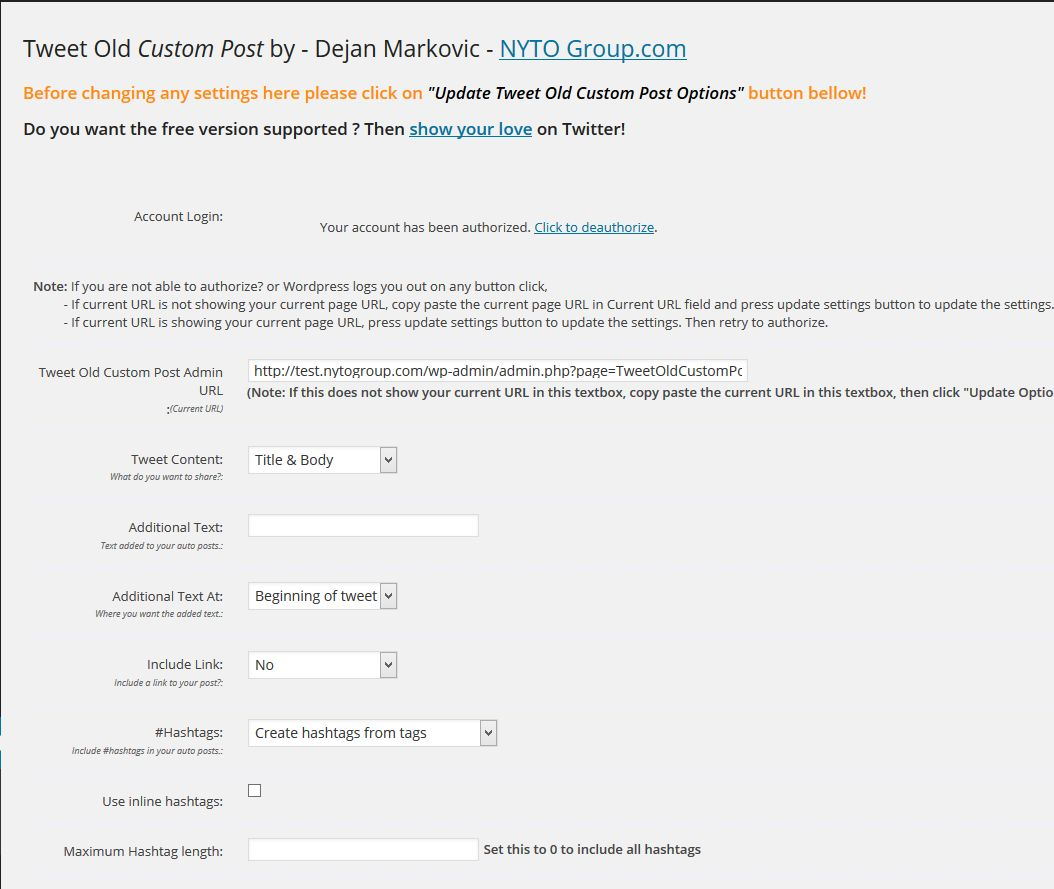 Tweet Old Custom Post by - Dejan Markovic - NYTO Group.com
Before changing any settings here please click on "Update Tweet Old Custom Post Options" button bellow!
Do you want the free version supported ? Then show your love on Twitter!
Account Login:
Your account has been authorized. Click to deauthorize.
Note: If you are not able to authorize? or Wordpress logs you out on any button click,
- If current URL is not showing your current page URL, copy paste the current page URL in Current URL field and press update settings button to update the settings.
- If current URL is showing your current page URL, press update settings button to update the settings. Then retry to authorize.
Tweet Old Custom Post Admin
URL
:(Current URL)
http://test.nytogroup.com/wp-admin/admin.php?page=TweetOldCustomPo
(Note: If this does not show your current URL in this textbox, copy paste the current URL in this textbox, then click "Update Optio
Tweet Content:
What do you want to share?:
Title & Body
Additional Text:
Text added to your auto posts.:
Additional Text At:
Where you want the added text.:
Beginning of tweet
Include Link:
Include a link to your post?:
No
#Hashtags:
Include #hashtags in your auto posts.:
Create hashtags from tags
Use inline hashtags:
Maximum Hashtag length:
Set this to 0 to include all hashtags